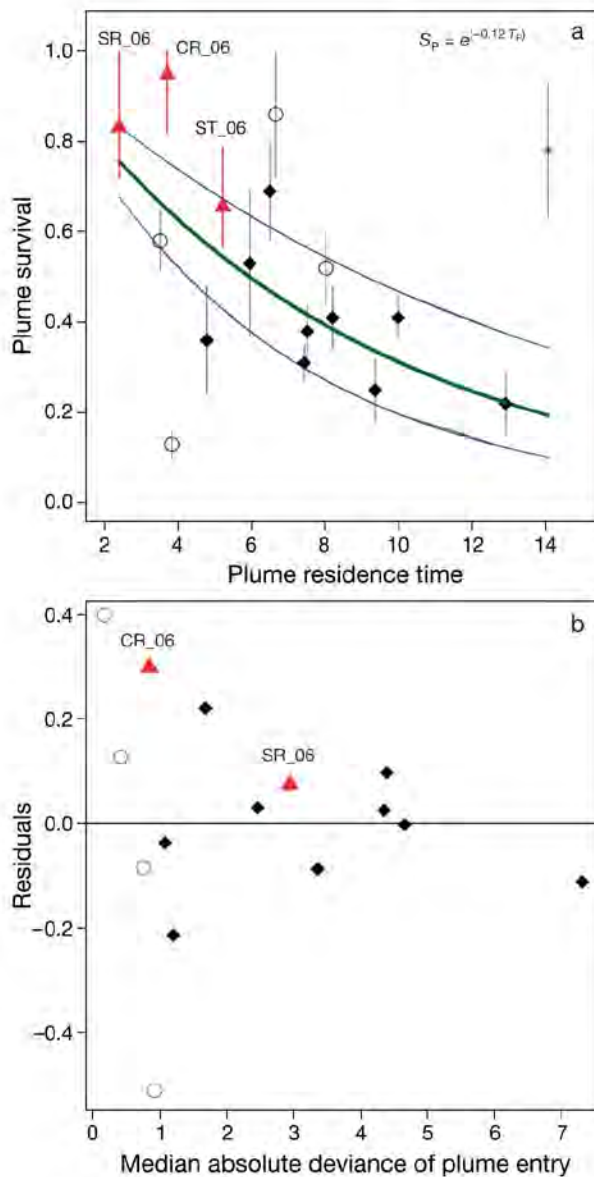 S_P = e^(−0.12 T_P)
a
SR_06
CR_06
ST_06
1.0
0.8
0.6
0.4
0.2
0.0
Plume survival
2 4 6 8 10 12 14
Plume residence time
b
CR_06
SR_06
0.4
0.2
0.0
−0.2
−0.4
Residuals
0 1 2 3 4 5 6 7
Median absolute deviance of plume entry